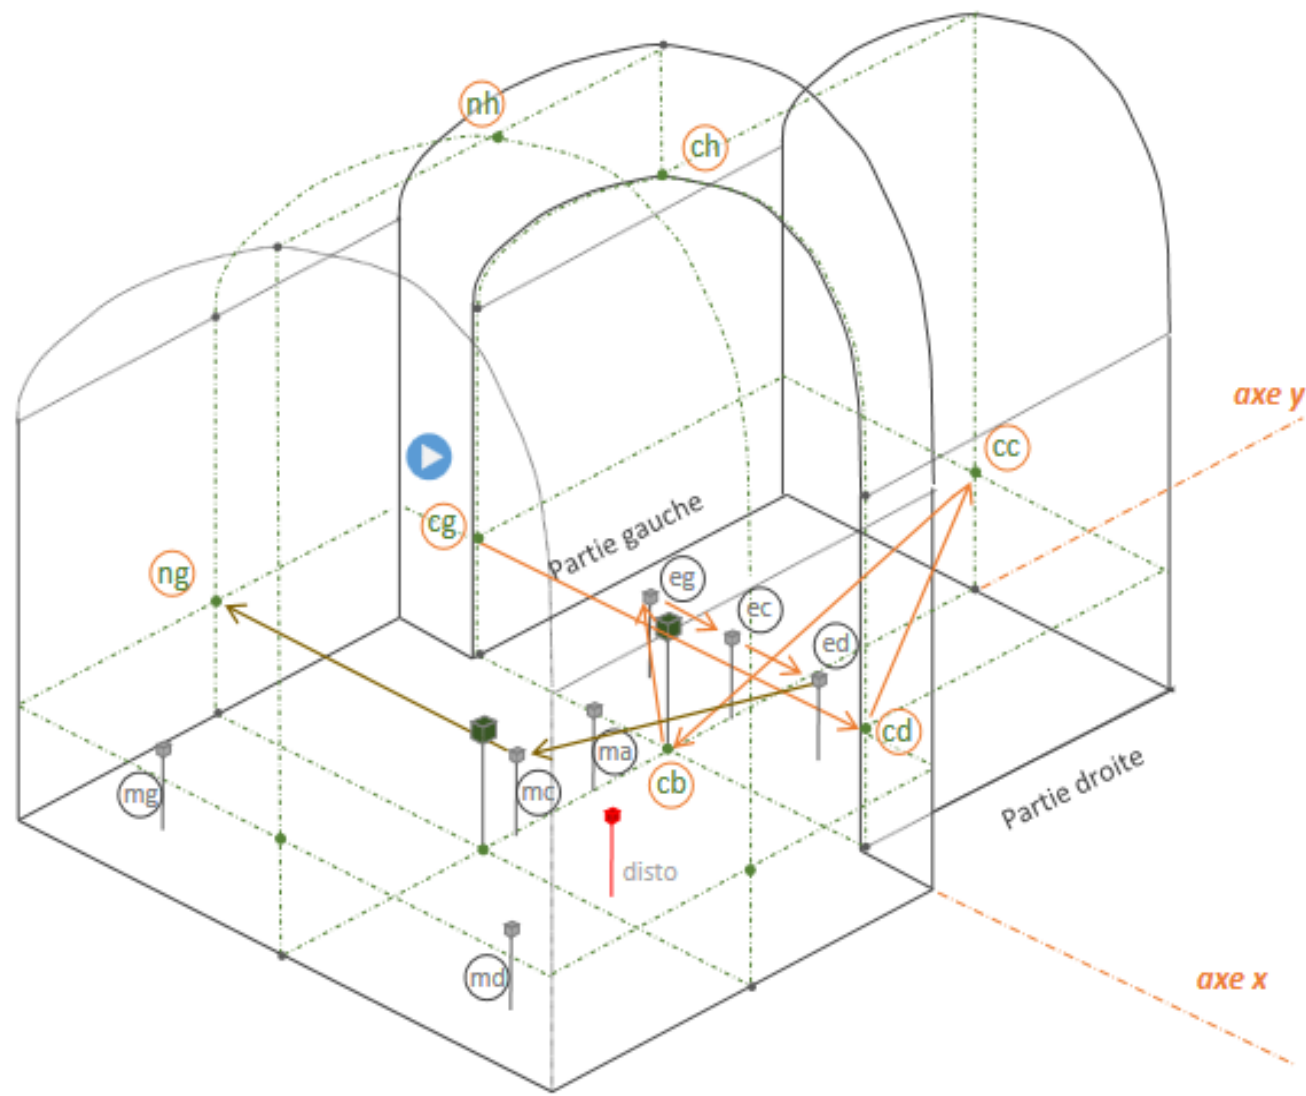 nh
ch
axe y
cc
cg
Partie gauche
ng
eg
ec
ed
cd
ma
cb
mg
mc
Partie droite
disto
md
axe x